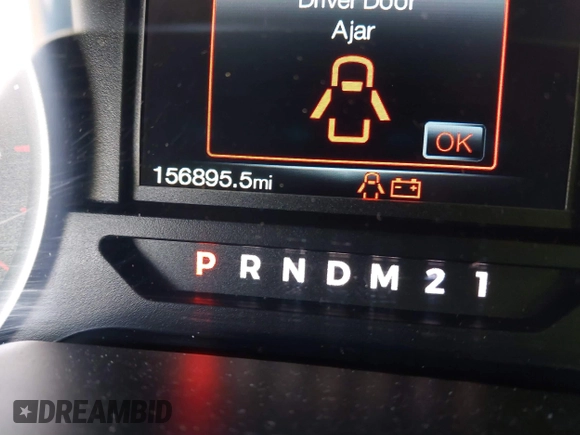 Driver Door
Ajar
OK
156895.5mi
P R N D M 2 1
DREAMBID